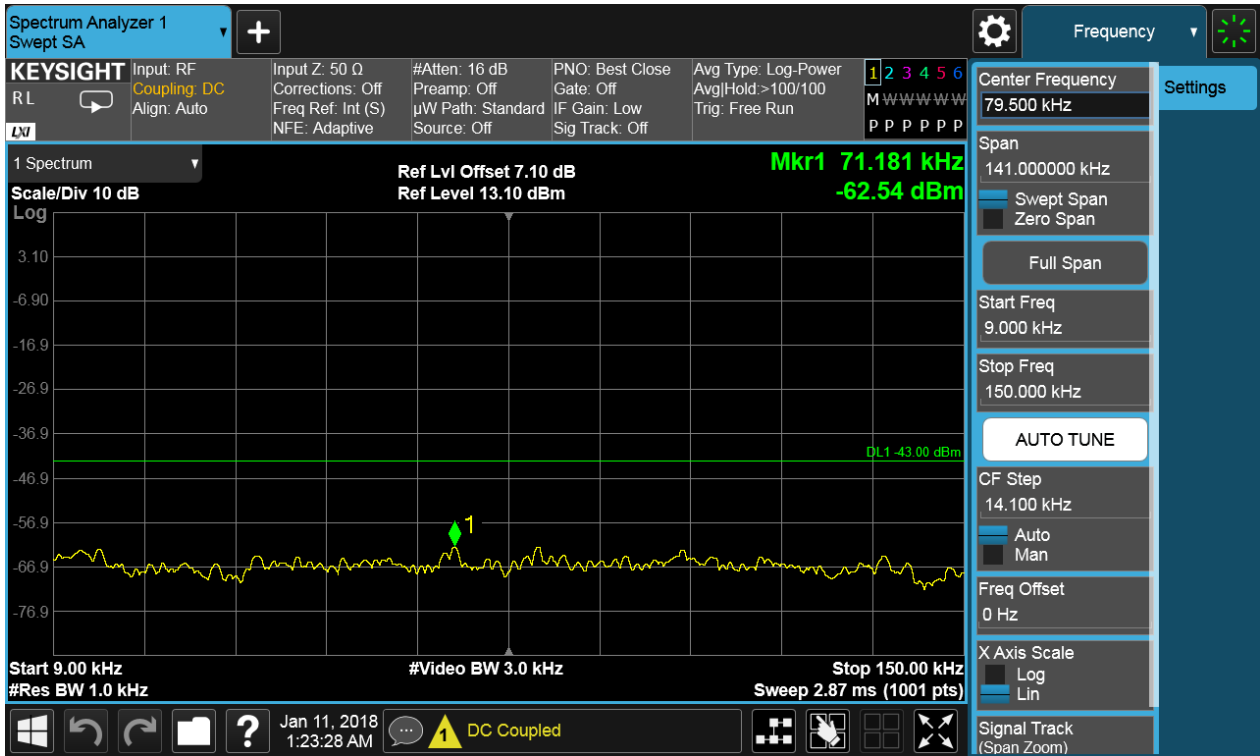 Spectrum Analyzer 1
Swept SA
Frequency
KEYSIGHT
RL
LXI
Input: RF
Coupling: DC
Align: Auto
Input Z: 50 Ω
Corrections: Off
Freq Ref: Int (S)
NFE: Adaptive
#Atten: 16 dB
Preamp: Off
µW Path: Standard
Source: Off
PNO: Best Close
Gate: Off
IF Gain: Low
Sig Track: Off
Avg Type: Log-Power
Avg|Hold:>100/100
Trig: Free Run
1 2 3 4 5 6
M W W W W W
P P P P P P
1 Spectrum
Scale/Div 10 dB
Log
Ref Lvl Offset 7.10 dB
Ref Level 13.10 dBm
Mkr1 71.181 kHz
-62.54 dBm
3.10
-6.90
-16.9
-26.9
-36.9
DL1 -43.00 dBm
-46.9
-56.9
1
-66.9
-76.9
Start 9.00 kHz
#Res BW 1.0 kHz
#Video BW 3.0 kHz
Stop 150.00 kHz
Sweep 2.87 ms (1001 pts)
Center Frequency
79.500 kHz
Span
141.000000 kHz
Swept Span
Zero Span
Full Span
Start Freq
9.000 kHz
Stop Freq
150.000 kHz
AUTO TUNE
CF Step
14.100 kHz
Auto
Man
Freq Offset
0 Hz
X Axis Scale
Log
Lin
Signal Track
(Span Zoom)
Settings
?
Jan 11, 2018
1:23:28 AM
1
DC Coupled